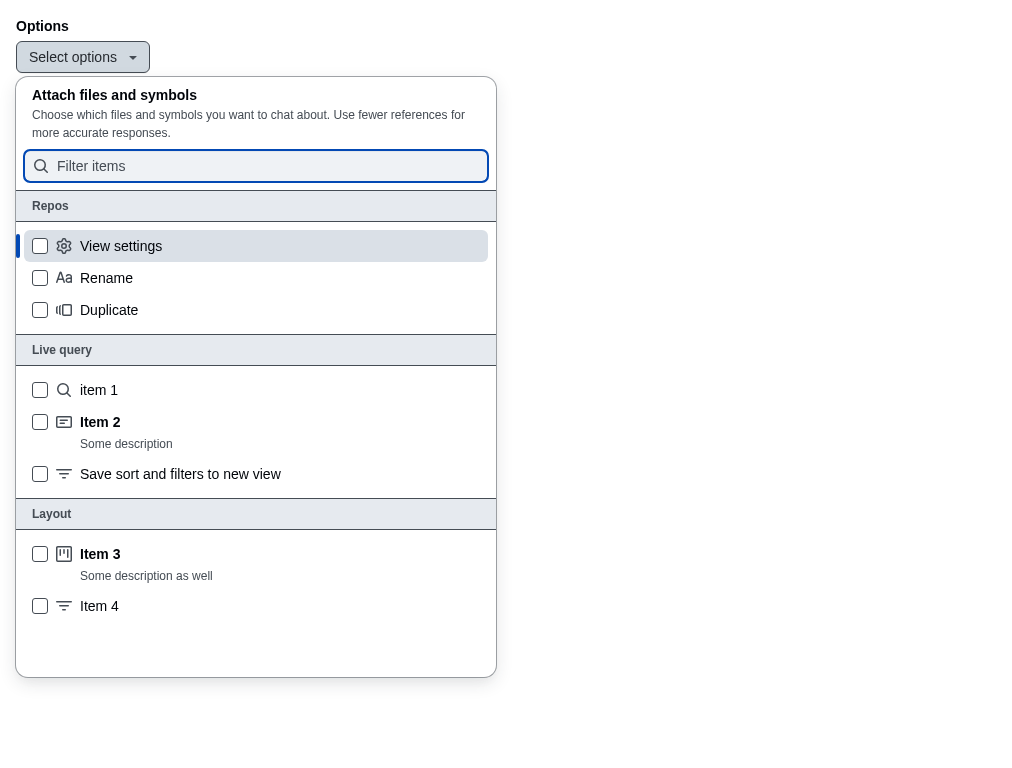 Options
Select options
Attach files and symbols
Choose which files and symbols you want to chat about. Use fewer references for
more accurate responses.
Filter items
Repos
View settings
Rename
Duplicate
Live query
item 1
Item 2
Some description
Save sort and filters to new view
Layout
Item 3
Some description as well
Item 4